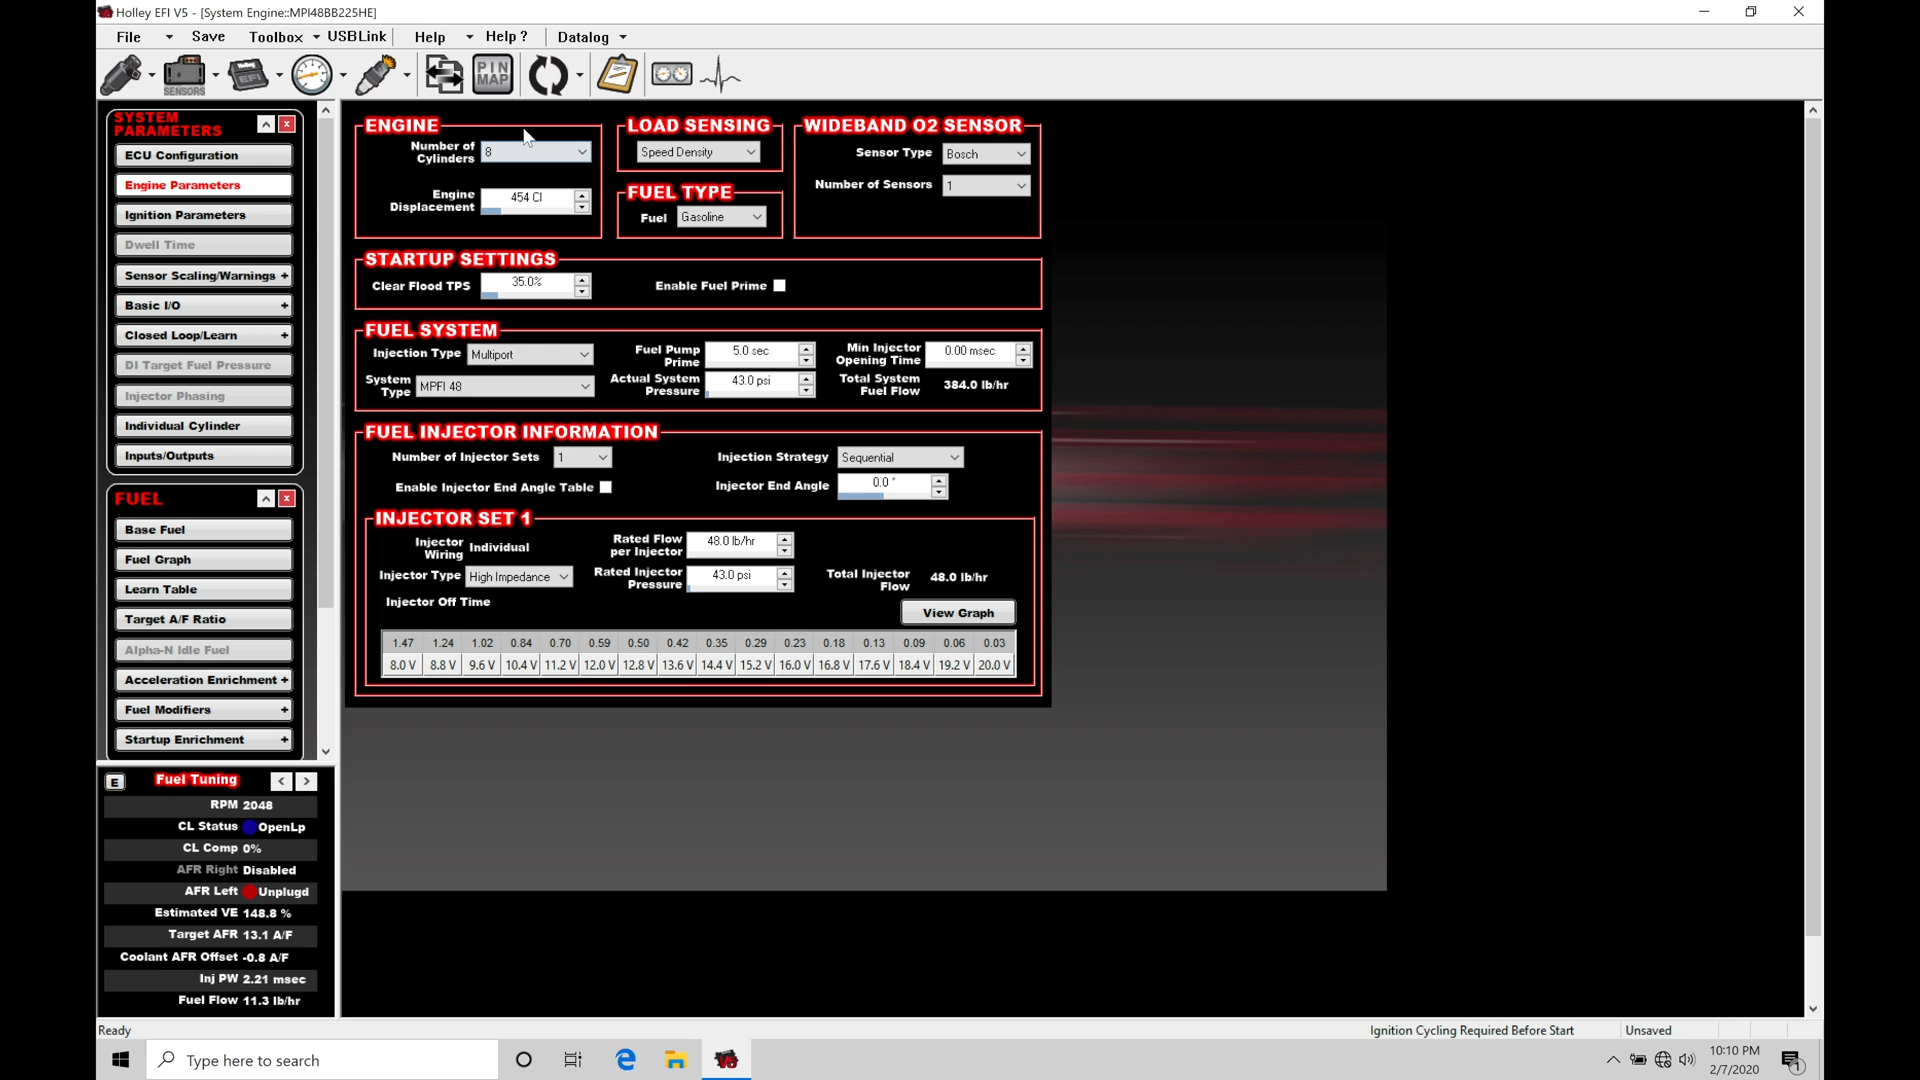 Holley EFI V5 - [System Engine::MPI48BB225HE]
File Save Toolbox USBLink Help Help ? Datalog
SENSORS EFI PIN MAP
SYSTEM PARAMETERS
ECU Configuration
Engine Parameters
Ignition Parameters
Dwell Time
Sensor Scaling/Warnings +
Basic I/O +
Closed Loop/Learn +
DI Target Fuel Pressure
Injector Phasing
Individual Cylinder
Inputs/Outputs
FUEL
Base Fuel
Fuel Graph
Learn Table
Target A/F Ratio
Alpha-N Idle Fuel
Acceleration Enrichment +
Fuel Modifiers +
Startup Enrichment +
E Fuel Tuning < >
RPM 2048
CL Status OpenLp
CL Comp 0%
AFR Right Disabled
AFR Left Unplugd
Estimated VE 148.8 %
Target AFR 13.1 A/F
Coolant AFR Offset -0.8 A/F
Inj PW 2.21 msec
Fuel Flow 11.3 lb/hr
ENGINE
Number of Cylinders 8
Engine Displacement 454 CI
LOAD SENSING
Speed Density
FUEL TYPE
Fuel Gasoline
WIDEBAND O2 SENSOR
Sensor Type Bosch
Number of Sensors 1
STARTUP SETTINGS
Clear Flood TPS 35.0% Enable Fuel Prime
FUEL SYSTEM
Injection Type Multiport Fuel Pump Prime 5.0 sec Min Injector Opening Time 0.00 msec
System Type MPFI 48 Actual System Pressure 43.0 psi Total System Fuel Flow 384.0 lb/hr
FUEL INJECTOR INFORMATION
Number of Injector Sets 1 Injection Strategy Sequential
Enable Injector End Angle Table Injector End Angle 0.0 °
INJECTOR SET 1
Injector Wiring Individual Rated Flow per Injector 48.0 lb/hr
Injector Type High Impedance Rated Injector Pressure 43.0 psi Total Injector Flow 48.0 lb/hr
Injector Off Time
View Graph
1.47 1.24 1.02 0.84 0.70 0.59 0.50 0.42 0.35 0.29 0.23 0.18 0.13 0.09 0.06 0.03
8.0 V 8.8 V 9.6 V 10.4 V 11.2 V 12.0 V 12.8 V 13.6 V 14.4 V 15.2 V 16.0 V 16.8 V 17.6 V 18.4 V 19.2 V 20.0 V
Ready Ignition Cycling Required Before Start Unsaved
Type here to search
10:10 PM
2/7/2020
1